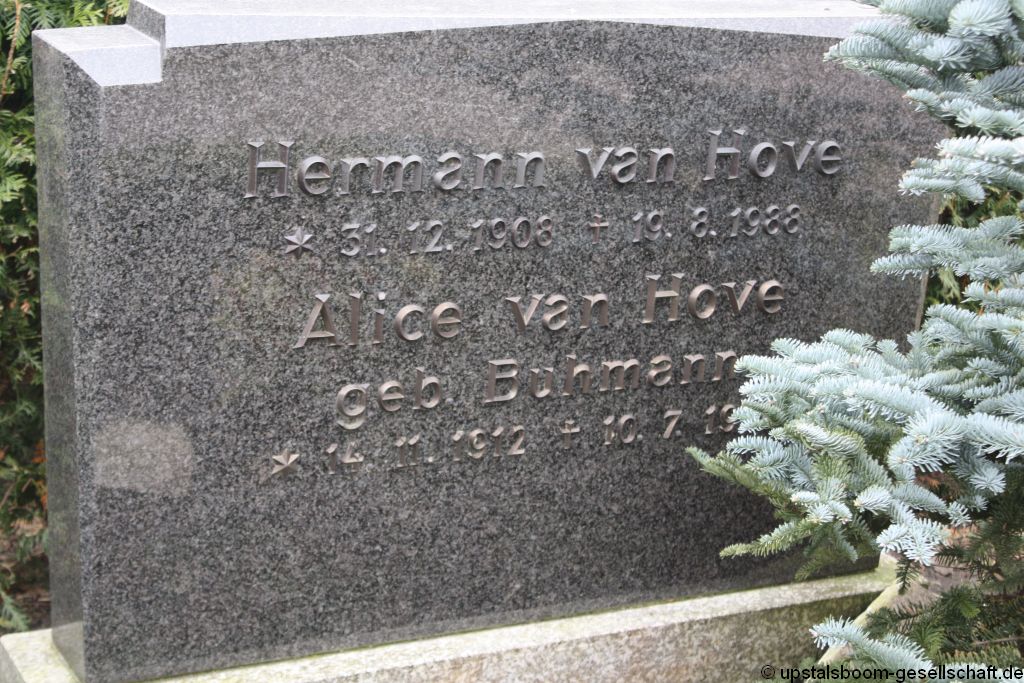 Hermann van Hove
* 31. 12. 1908 † 19. 8. 1988
Alice van Hove
geb. Buhmann
* 14. 11. 1912 † 10. 7.
© upstalsboom-gesellschaft.de